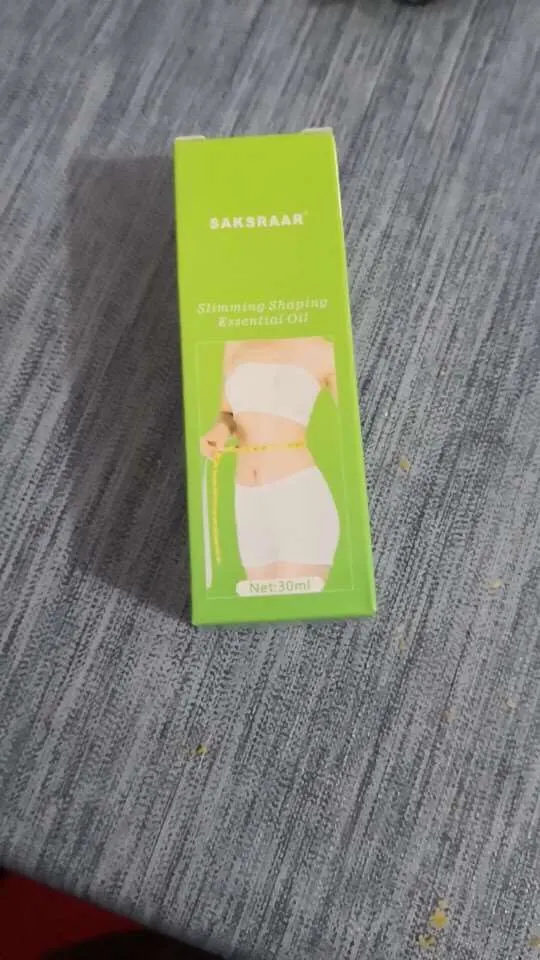 SAKSRAAR®
Slimming Shaping
Essential Oil
Net:30ml